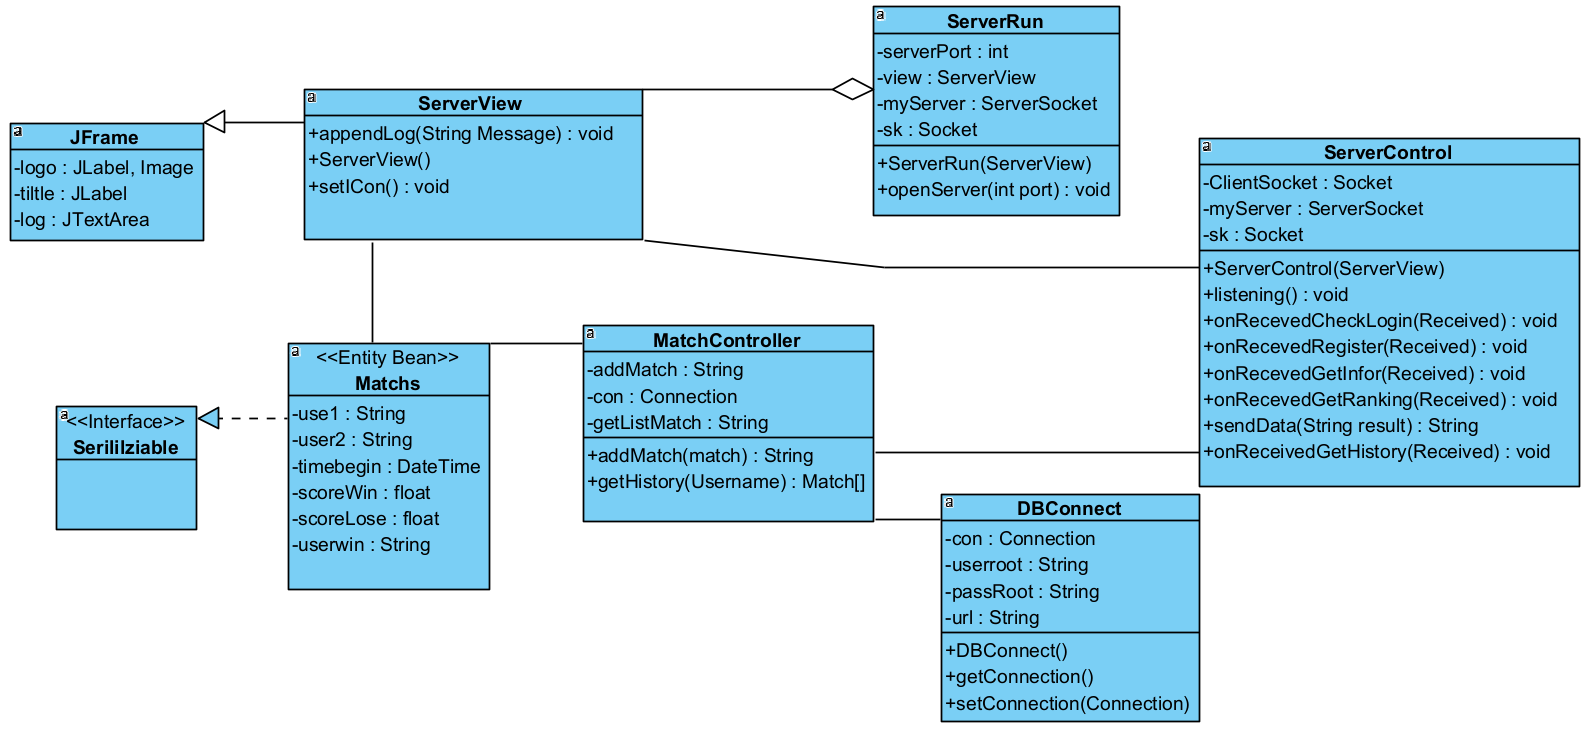 a
ServerRun
-serverPort : int
-view : ServerView
-myServer : ServerSocket
-sk : Socket
+ServerRun(ServerView)
+openServer(int port) : void
a
ServerView
+appendLog(String Message) : void
+ServerView()
+setICon() : void
a
JFrame
-logo : JLabel, Image
-tiltle : JLabel
-log : JTextArea
a
ServerControl
-ClientSocket : Socket
-myServer : ServerSocket
-sk : Socket
+ServerControl(ServerView)
+listening() : void
+onRecevedCheckLogin(Received) : void
+onRecevedRegister(Received) : void
+onRecevedGetInfor(Received) : void
+onRecevedGetRanking(Received) : void
+sendData(String result) : String
+onReceivedGetHistory(Received) : void
a
MatchController
-addMatch : String
-con : Connection
-getListMatch : String
+addMatch(match) : String
+getHistory(Username) : Match[]
a
<<Entity Bean>>
Matchs
-use1 : String
-user2 : String
-timebegin : DateTime
-scoreWin : float
-scoreLose : float
-userwin : String
a
<<Interface>>
Serililziable
a
DBConnect
-con : Connection
-userroot : String
-passRoot : String
-url : String
+DBConnect()
+getConnection()
+setConnection(Connection)